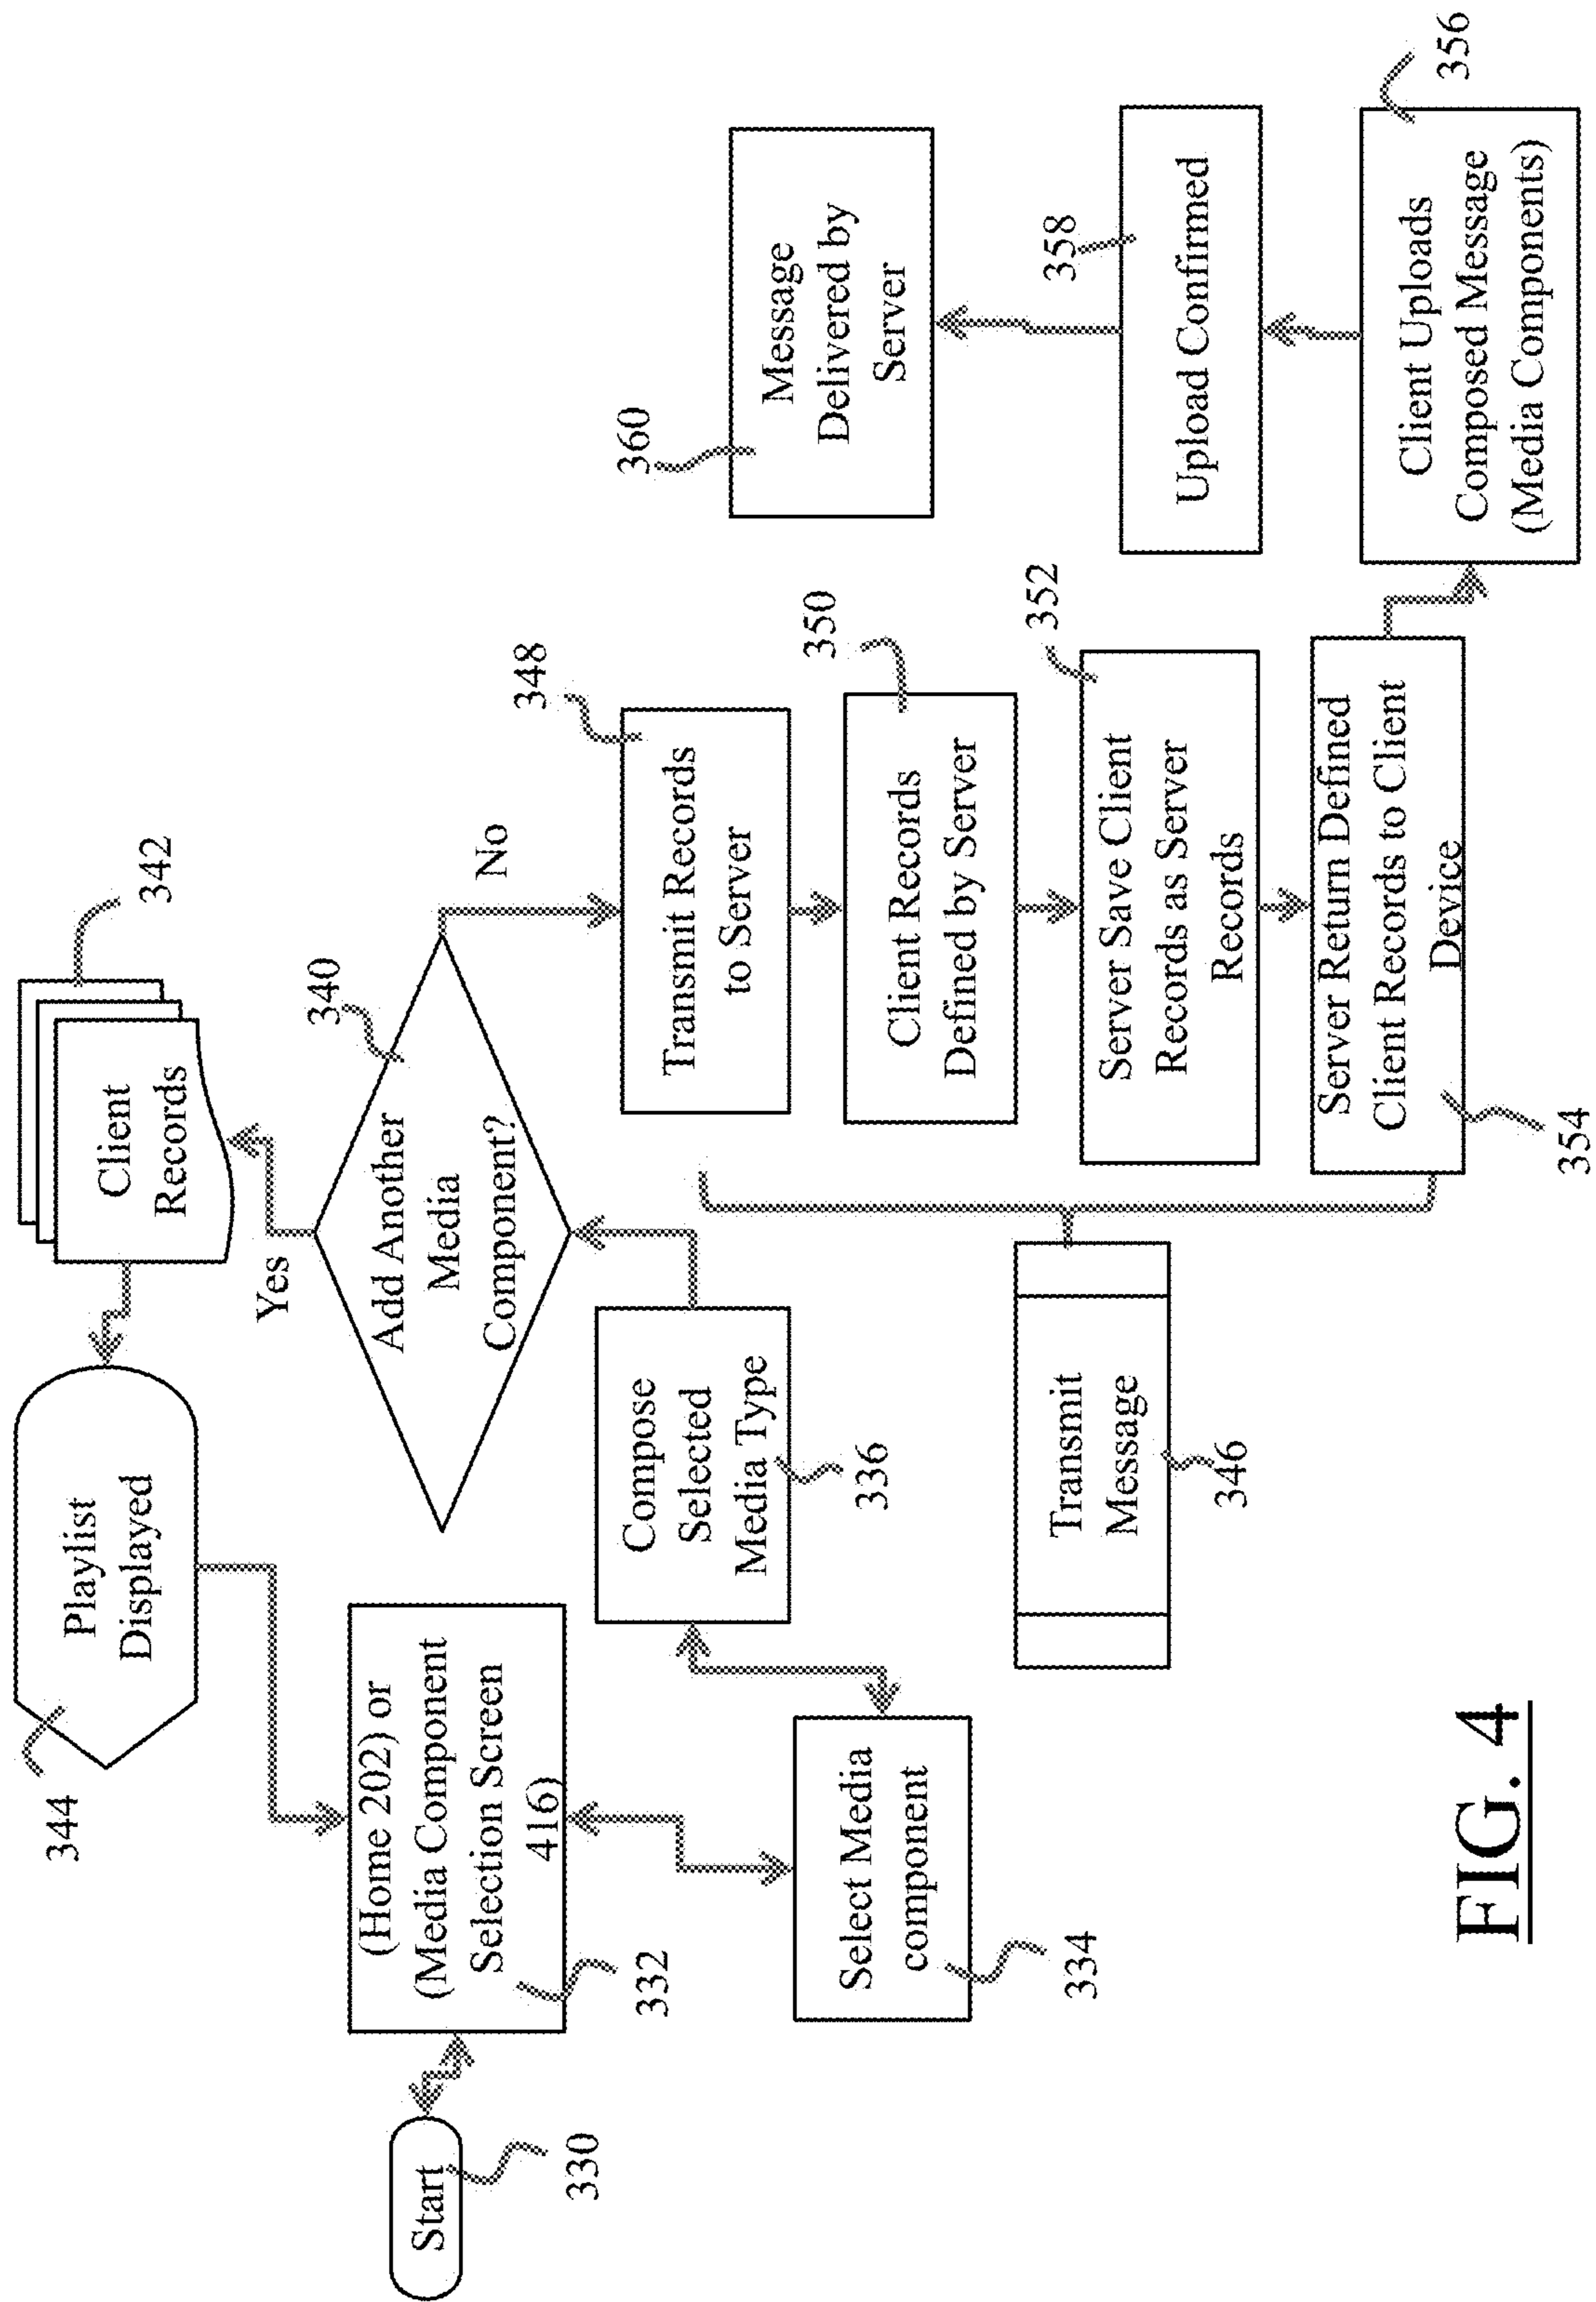 Start
330
(Home 202) or
(Media Component
Selection Screen
416)
332
Select Media
component
334
Compose
Selected
Media Type
336
Add Another
Media
Component?
340
Yes
No
Client
Records
342
Playlist
Displayed
344
Transmit
Message
346
Transmit Records
to Server
348
Client Records
Defined by Server
350
Server Save Client
Records as Server
Records
352
Server Return Defined
Client Records to Client
Device
354
Client Uploads
Composed Message
(Media Components)
356
Upload Confirmed
358
Message
Delivered by
Server
360
FIG. 4